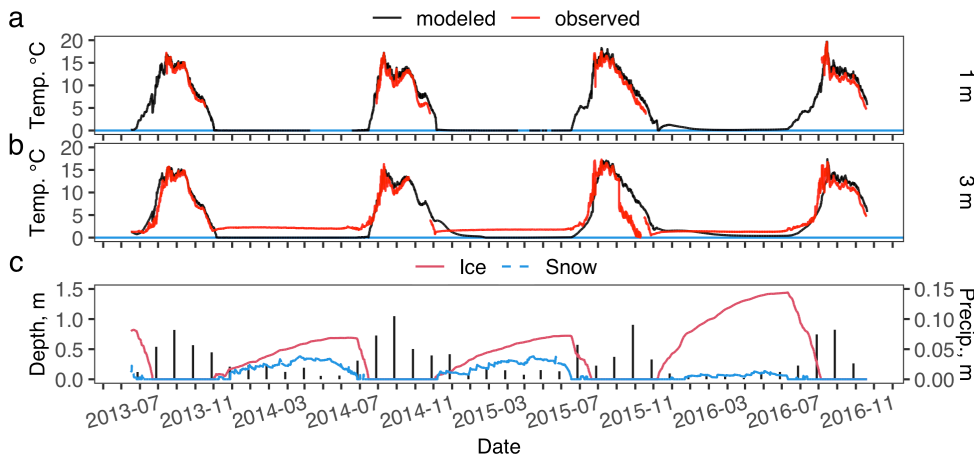 a
modeled observed
20
15
10
5
0
Temp. °C
1 m
b
20
15
10
5
0
Temp. °C
3 m
c
Ice Snow
1.5
1.0
0.5
0.0
Depth, m
0.15
0.10
0.05
0.00
Precip., m
2013-07 2013-11 2014-03 2014-07 2014-11 2015-03 2015-07 2015-11 2016-03 2016-07 2016-11
Date